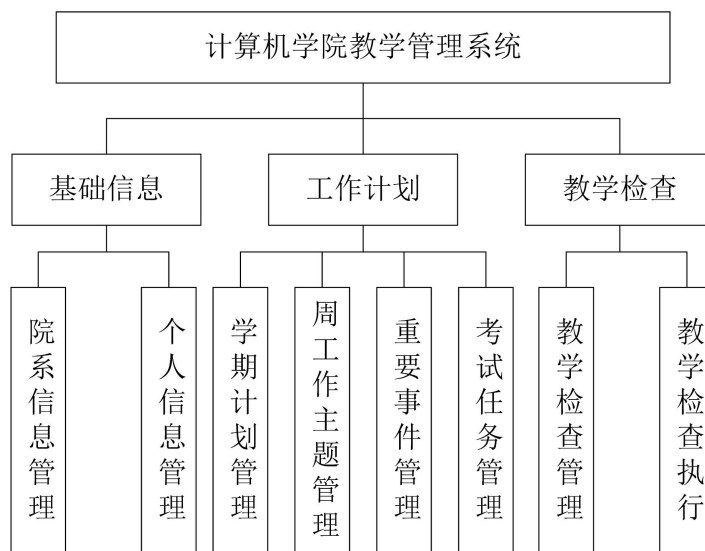 计算机学院教学管理系统
基础信息
工作计划
教学检查
院系信息管理
个人信息管理
学期计划管理
周工作主题管理
重要事件管理
考试任务管理
教学检查管理
教学检查执行